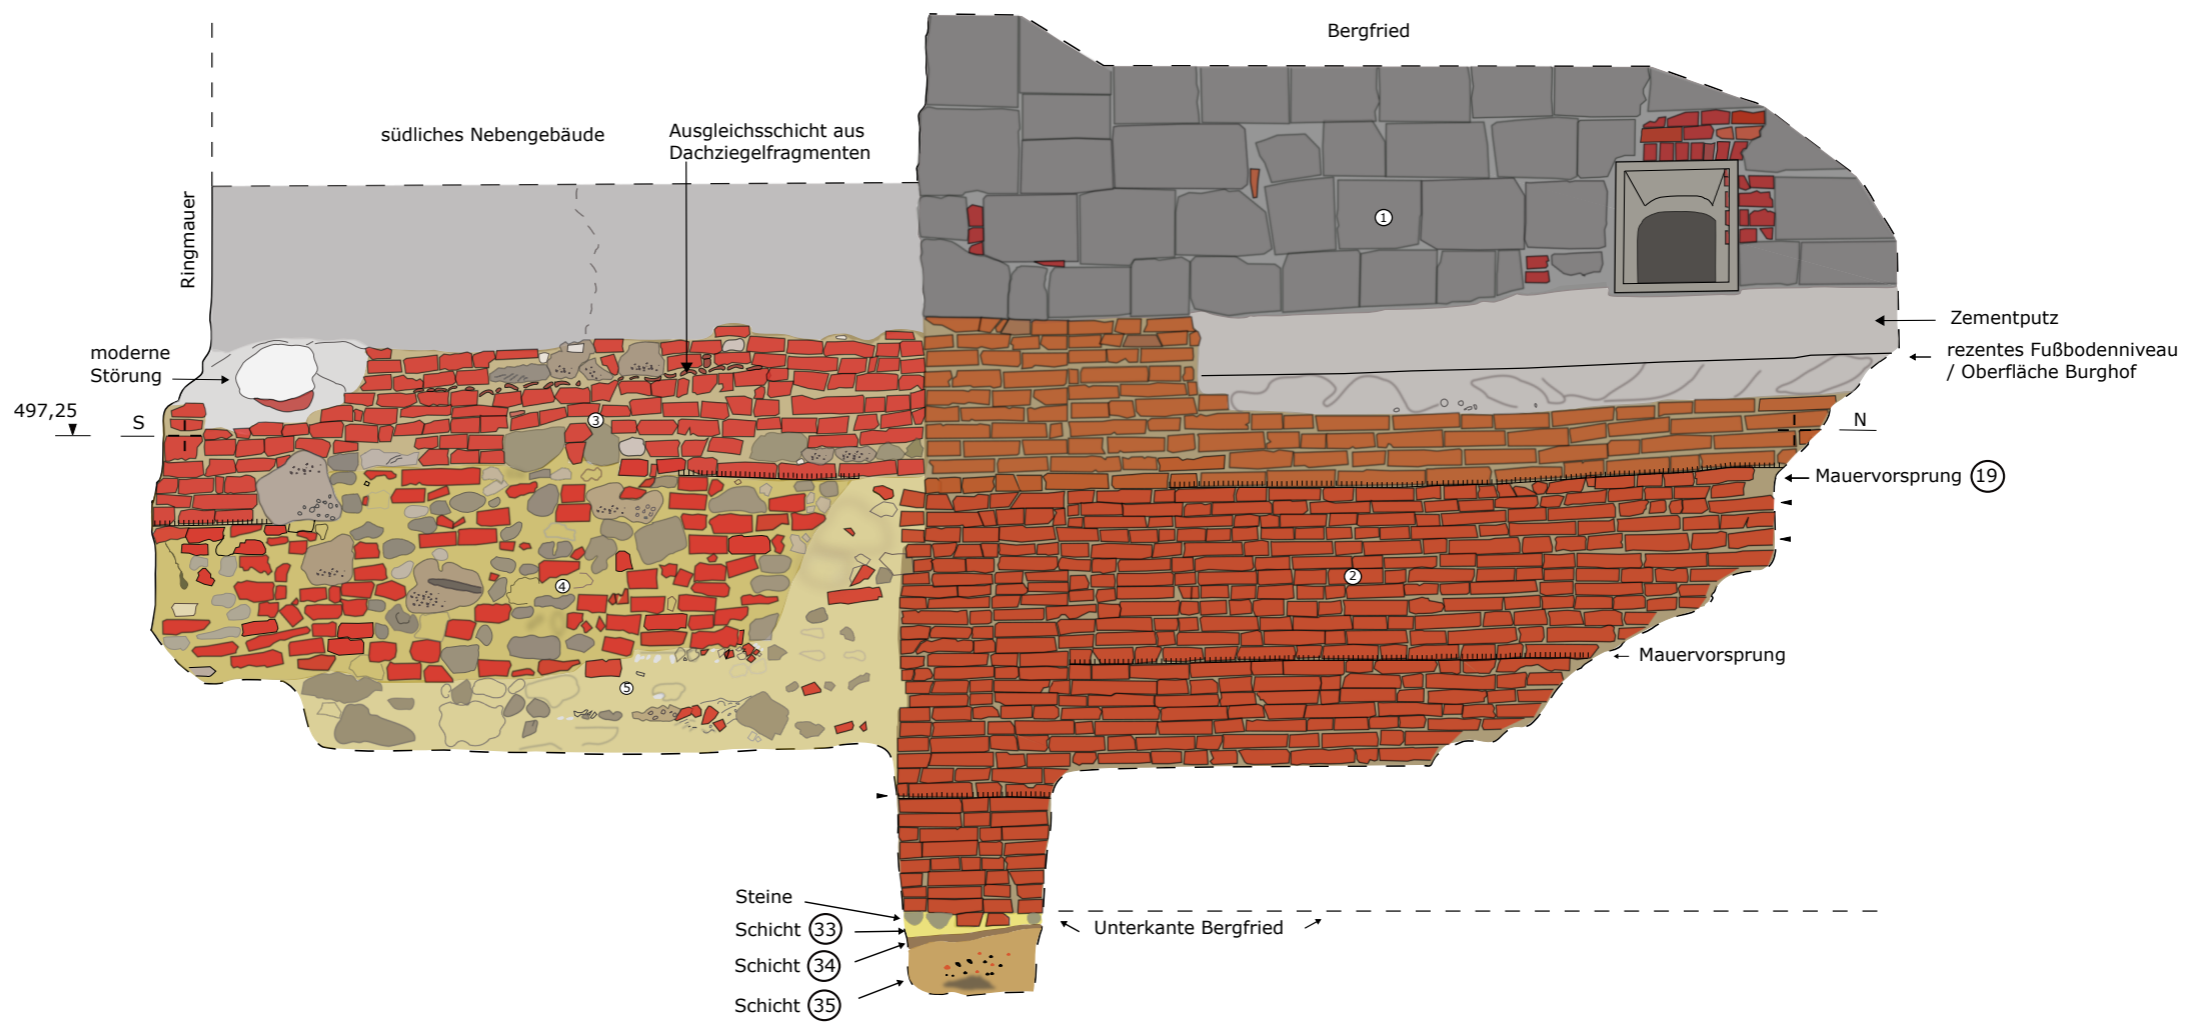 Bergfried
südliches Nebengebäude
Ausgleichsschicht aus
Dachziegelfragmenten
Ringmauer
1
Zementputz
rezentes Fußbodenniveau
/ Oberfläche Burghof
moderne
Störung
497,25
S
3
N
Mauervorsprung 19
4
2
Mauervorsprung
5
Steine
Schicht 33
Unterkante Bergfried
Schicht 34
Schicht 35